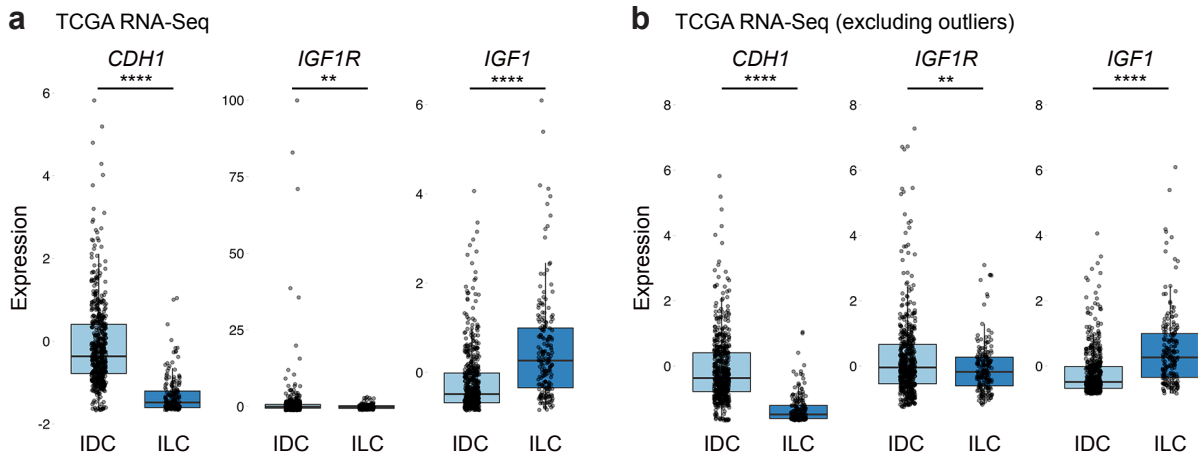 a TCGA RNA-Seq
CDH1 IGF1R IGF1
**** ** ****
Expression
6
4
2
0
-2
100
75
50
25
0
6
4
2
0
IDC ILC IDC ILC IDC ILC
b TCGA RNA-Seq (excluding outliers)
CDH1 IGF1R IGF1
**** ** ****
Expression
8
6
4
2
0
8
6
4
2
0
8
6
4
2
0
IDC ILC IDC ILC IDC ILC